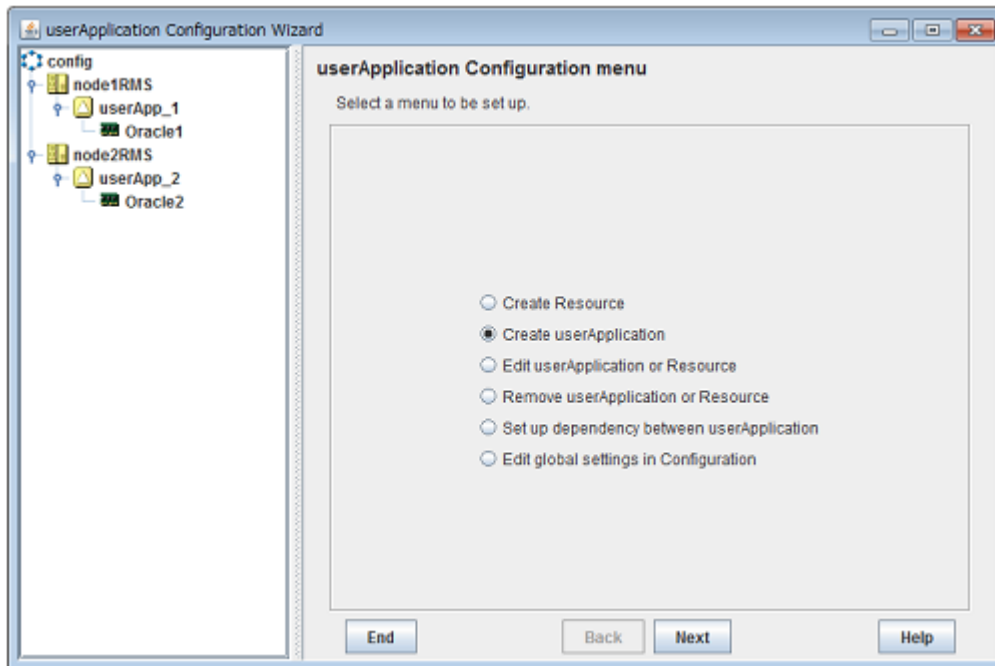 userApplication Configuration Wizard
config
node1RMS
userApp_1
Oracle1
node2RMS
userApp_2
Oracle2
userApplication Configuration menu
Select a menu to be set up.
Create Resource
Create userApplication
Edit userApplication or Resource
Remove userApplication or Resource
Set up dependency between userApplication
Edit global settings in Configuration
End
Back
Next
Help